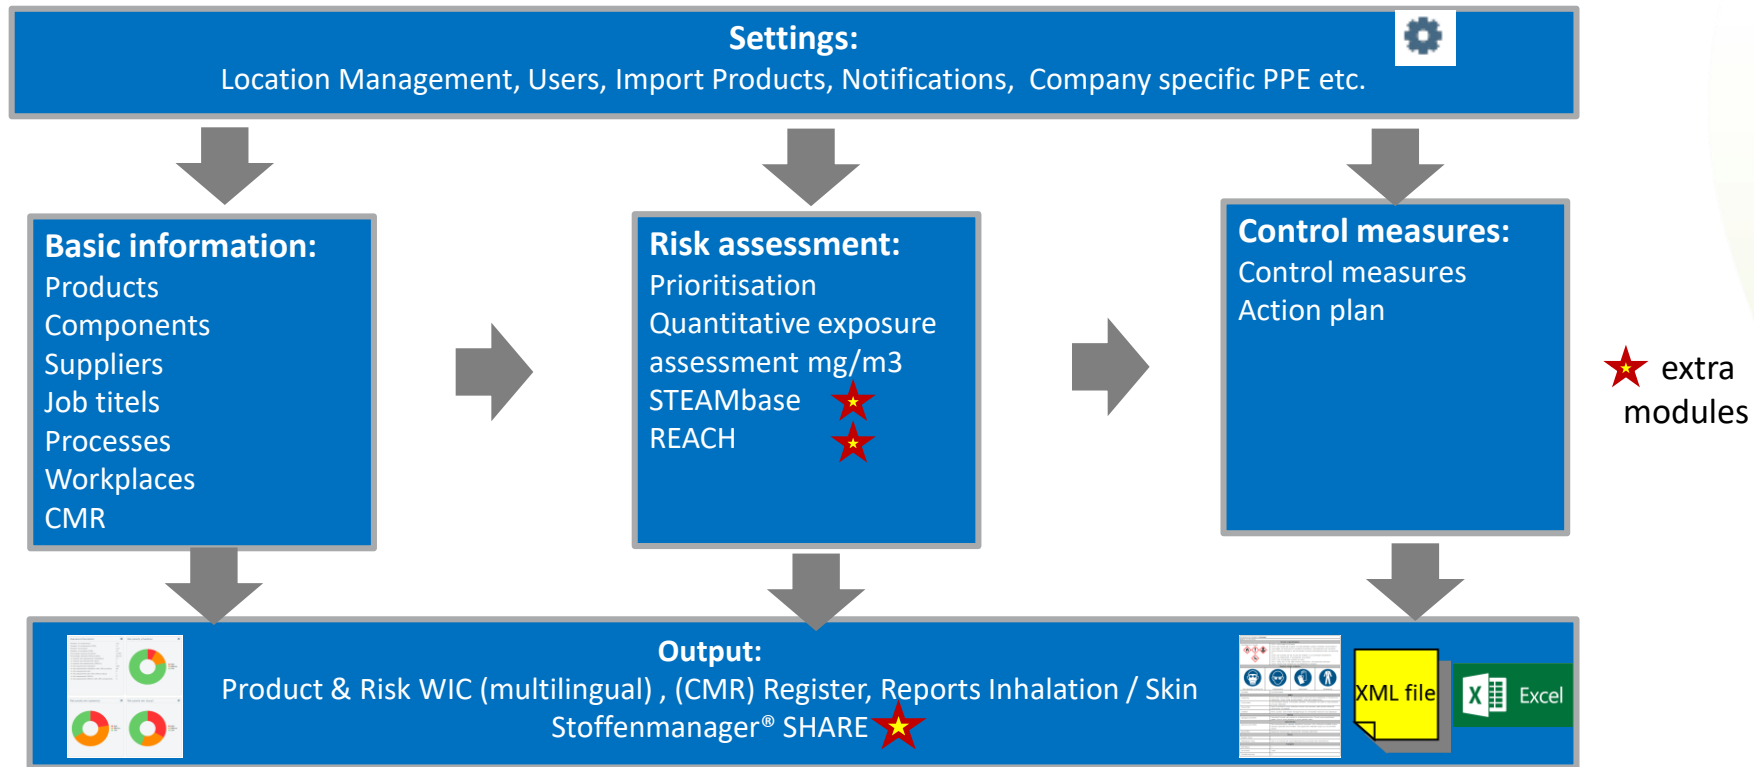 Settings:
Location Management, Users, Import Products, Notifications, Company specific PPE etc.
Basic information:
Products
Components
Suppliers
Job titels
Processes
Workplaces
CMR
Risk assessment:
Prioritisation
Quantitative exposure
assessment mg/m3
STEAMbase
REACH
Control measures:
Control measures
Action plan
extra
modules
Output:
Product & Risk WIC (multilingual) , (CMR) Register, Reports Inhalation / Skin
Stoffenmanager® SHARE
XML file
X
Excel